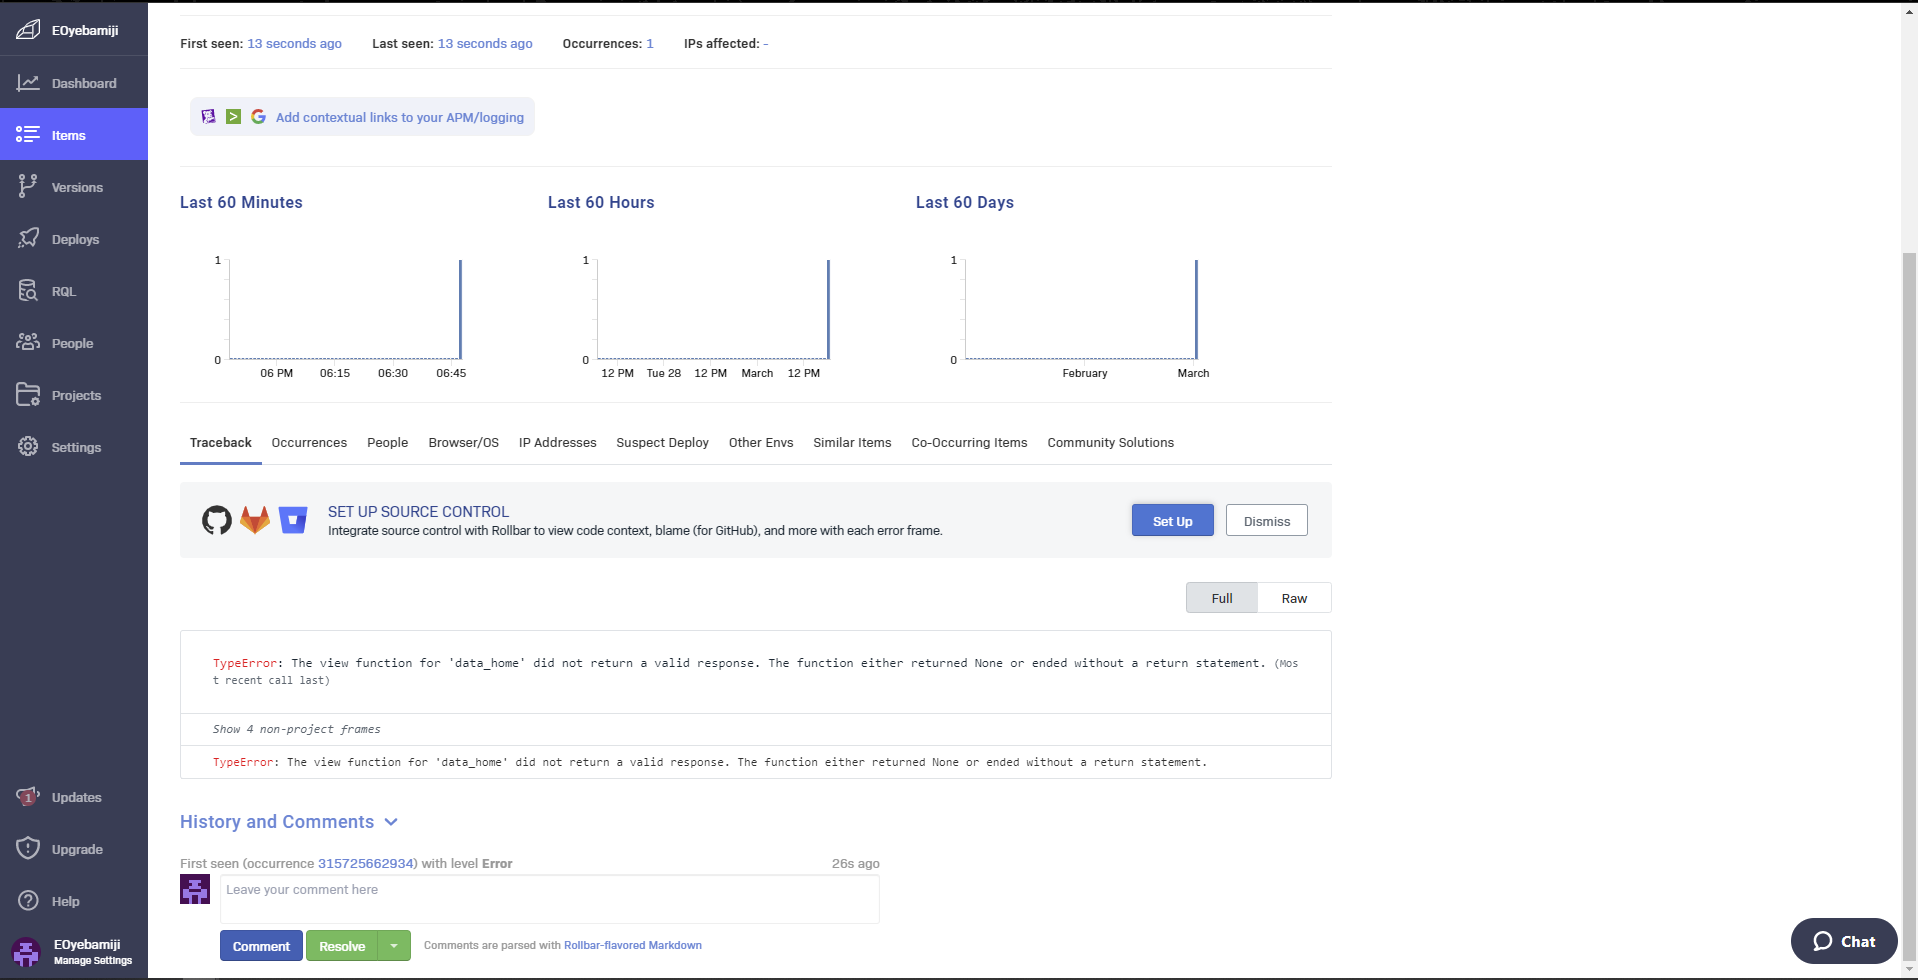 EOyebamiji
Dashboard
Items
Versions
Deploys
RQL
People
Projects
Settings
1
Updates
Upgrade
Help
EOyebamiji
Manage Settings
First seen: 13 seconds ago Last seen: 13 seconds ago Occurrences: 1 IPs affected: -
Add contextual links to your APM/logging
Last 60 Minutes
1
0
06 PM 06:15 06:30 06:45
Last 60 Hours
1
0
12 PM Tue 28 12 PM March 12 PM
Last 60 Days
1
0
February March
Traceback Occurrences People Browser/OS IP Addresses Suspect Deploy Other Envs Similar Items Co-Occurring Items Community Solutions
SET UP SOURCE CONTROL
Integrate source control with Rollbar to view code context, blame (for GitHub), and more with each error frame.
Set Up Dismiss
Full Raw
TypeError: The view function for 'data_home' did not return a valid response. The function either returned None or ended without a return statement. (Mos
t recent call last)
Show 4 non-project frames
TypeError: The view function for 'data_home' did not return a valid response. The function either returned None or ended without a return statement.
History and Comments
First seen (occurrence 315725662934) with level Error 26s ago
Leave your comment here
Comment Resolve Comments are parsed with Rollbar-flavored Markdown
Chat